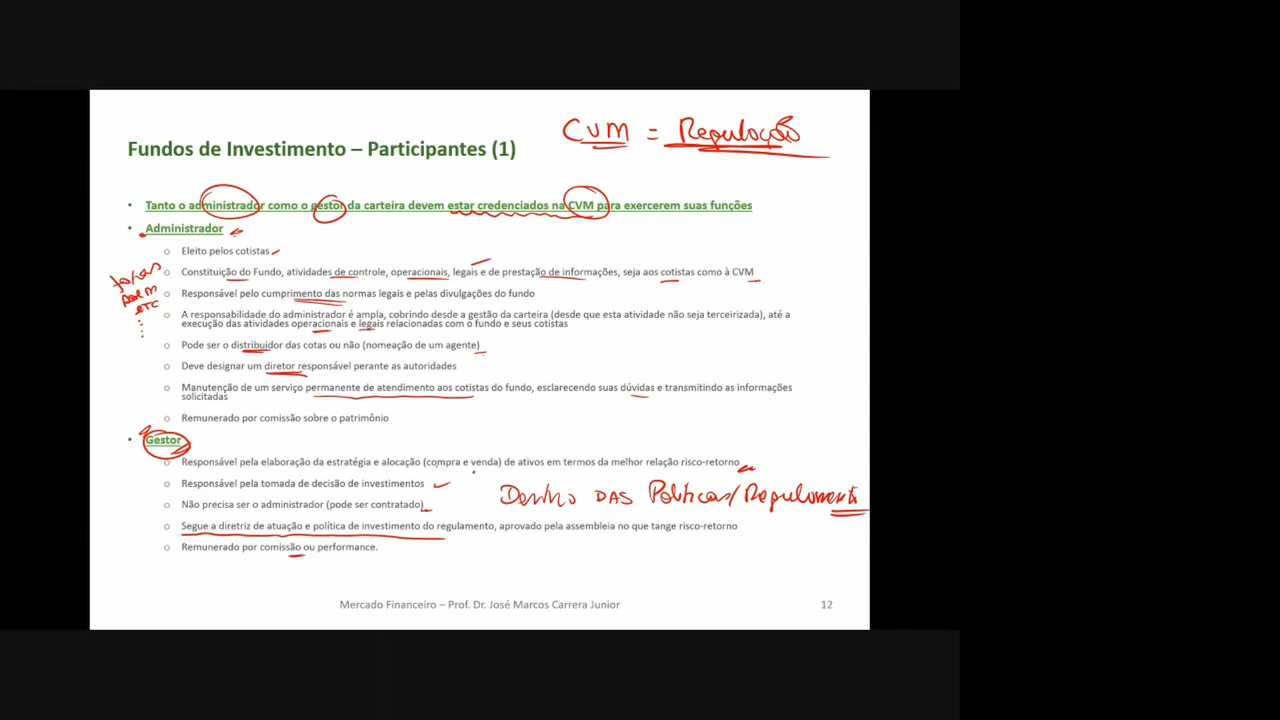 CVM = Regulação
Fundos de Investimento – Participantes (1)
• Tanto o administrador como o gestor da carteira devem estar credenciados na CVM para exercerem suas funções
• Administrador
o Eleito pelos cotistas
o Constituição do Fundo, atividades de controle, operacionais, legais e de prestação de informações, seja aos cotistas como à CVM
o Responsável pelo cumprimento das normas legais e pelas divulgações do fundo
etc
o A responsabilidade do administrador é ampla, cobrindo desde a gestão da carteira (desde que esta atividade não seja terceirizada), até a
execução das atividades operacionais e legais relacionadas com o fundo e seus cotistas
o Pode ser o distribuidor das cotas ou não (nomeação de um agente)
o Deve designar um diretor responsável perante as autoridades
o Manutenção de um serviço permanente de atendimento aos cotistas do fundo, esclarecendo suas dúvidas e transmitindo as informações
solicitadas
o Remunerado por comissão sobre o patrimônio
• Gestor
o Responsável pela elaboração da estratégia e alocação (compra e venda) de ativos em termos da melhor relação risco-retorno
o Responsável pela tomada de decisão de investimentos
Dentro das Políticas/Regulamento
o Não precisa ser o administrador (pode ser contratado)
o Segue a diretriz de atuação e política de investimento do regulamento, aprovado pela assembleia no que tange risco-retorno
o Remunerado por comissão ou performance.
Mercado Financeiro – Prof. Dr. José Marcos Carrera Junior 12